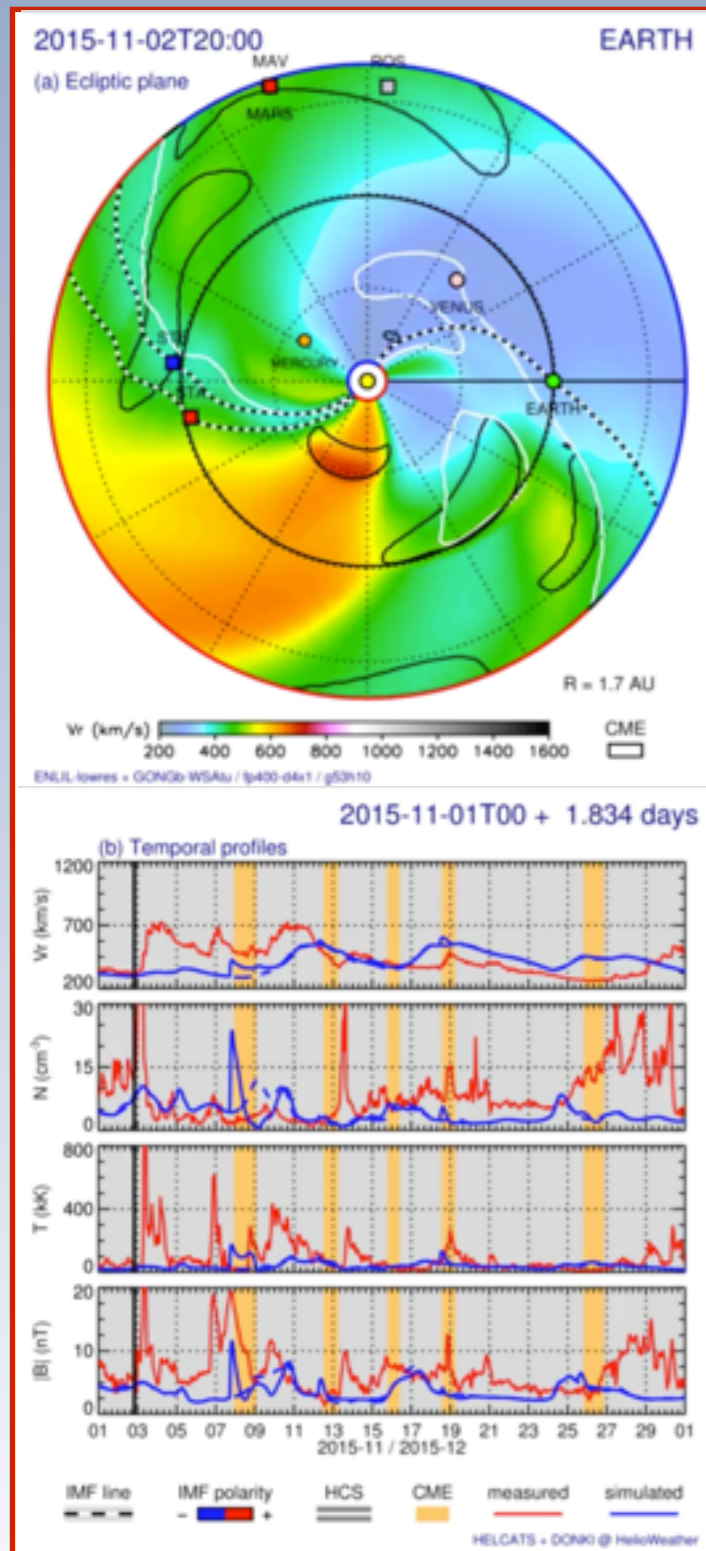 2015-11-02T20:00 EARTH
MAV ROS
(a) Ecliptic plane
MARS
VENUS
STB
MERCURY
STA
EARTH
R = 1.7 AU
Vr (km/s) CME
200 400 600 800 1000 1200 1400 1600
ENLIL-lowres + GONGb-WSAtu / fp400-d4x1 / g53h10
2015-11-01T00 + 1.834 days
(b) Temporal profiles
Vr (km/s)
1200
700
200
N (cm⁻³)
30
15
0
T (kK)
800
400
0
|B| (nT)
20
10
0
01 03 05 07 09 11 13 15 17 19 21 23 25 27 29 01
2015-11 / 2015-12
IMF line IMF polarity HCS CME measured simulated
− +
HELCATS + DONKI @ HelioWeather